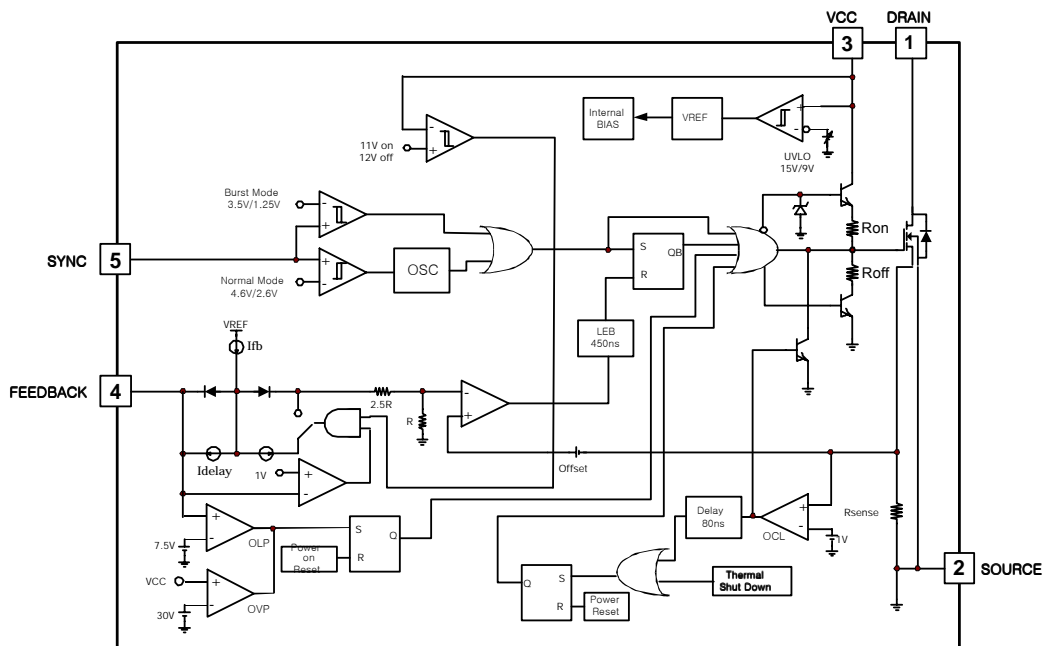 VCC
DRAIN
3
1
Internal
BIAS
VREF
+
-
11V on
12V off
-
+
UVLO
15V/9V
Burst Mode
3.5V/1.25V
-
+
Ron
SYNC
5
+
-
OSC
S
QB
R
Roff
Normal Mode
4.6V/2.6V
LEB
450ns
VREF
Ifb
FEEDBACK
4
2.5R
R
-
+
Idelay
1V
+
-
Offset
7.5V
+
-
OLP
Power
on
Reset
S
Q
R
Delay
80ns
OCL
+
-
1V
Rsense
VCC
30V
+
-
OVP
Q
S
R
Power
Reset
Thermal
Shut Down
2
SOURCE